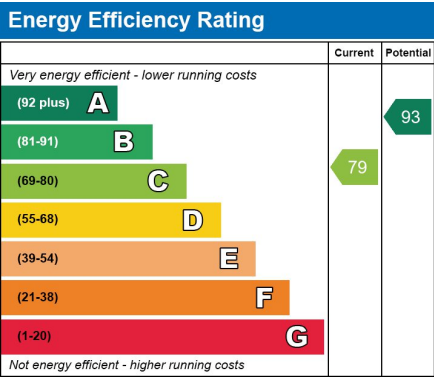 Energy Efficiency Rating
Current Potential
Very energy efficient - lower running costs
(92 plus) A
(81-91) B
(69-80) C
(55-68) D
(39-54) E
(21-38) F
(1-20) G
93
79
Not energy efficient - higher running costs